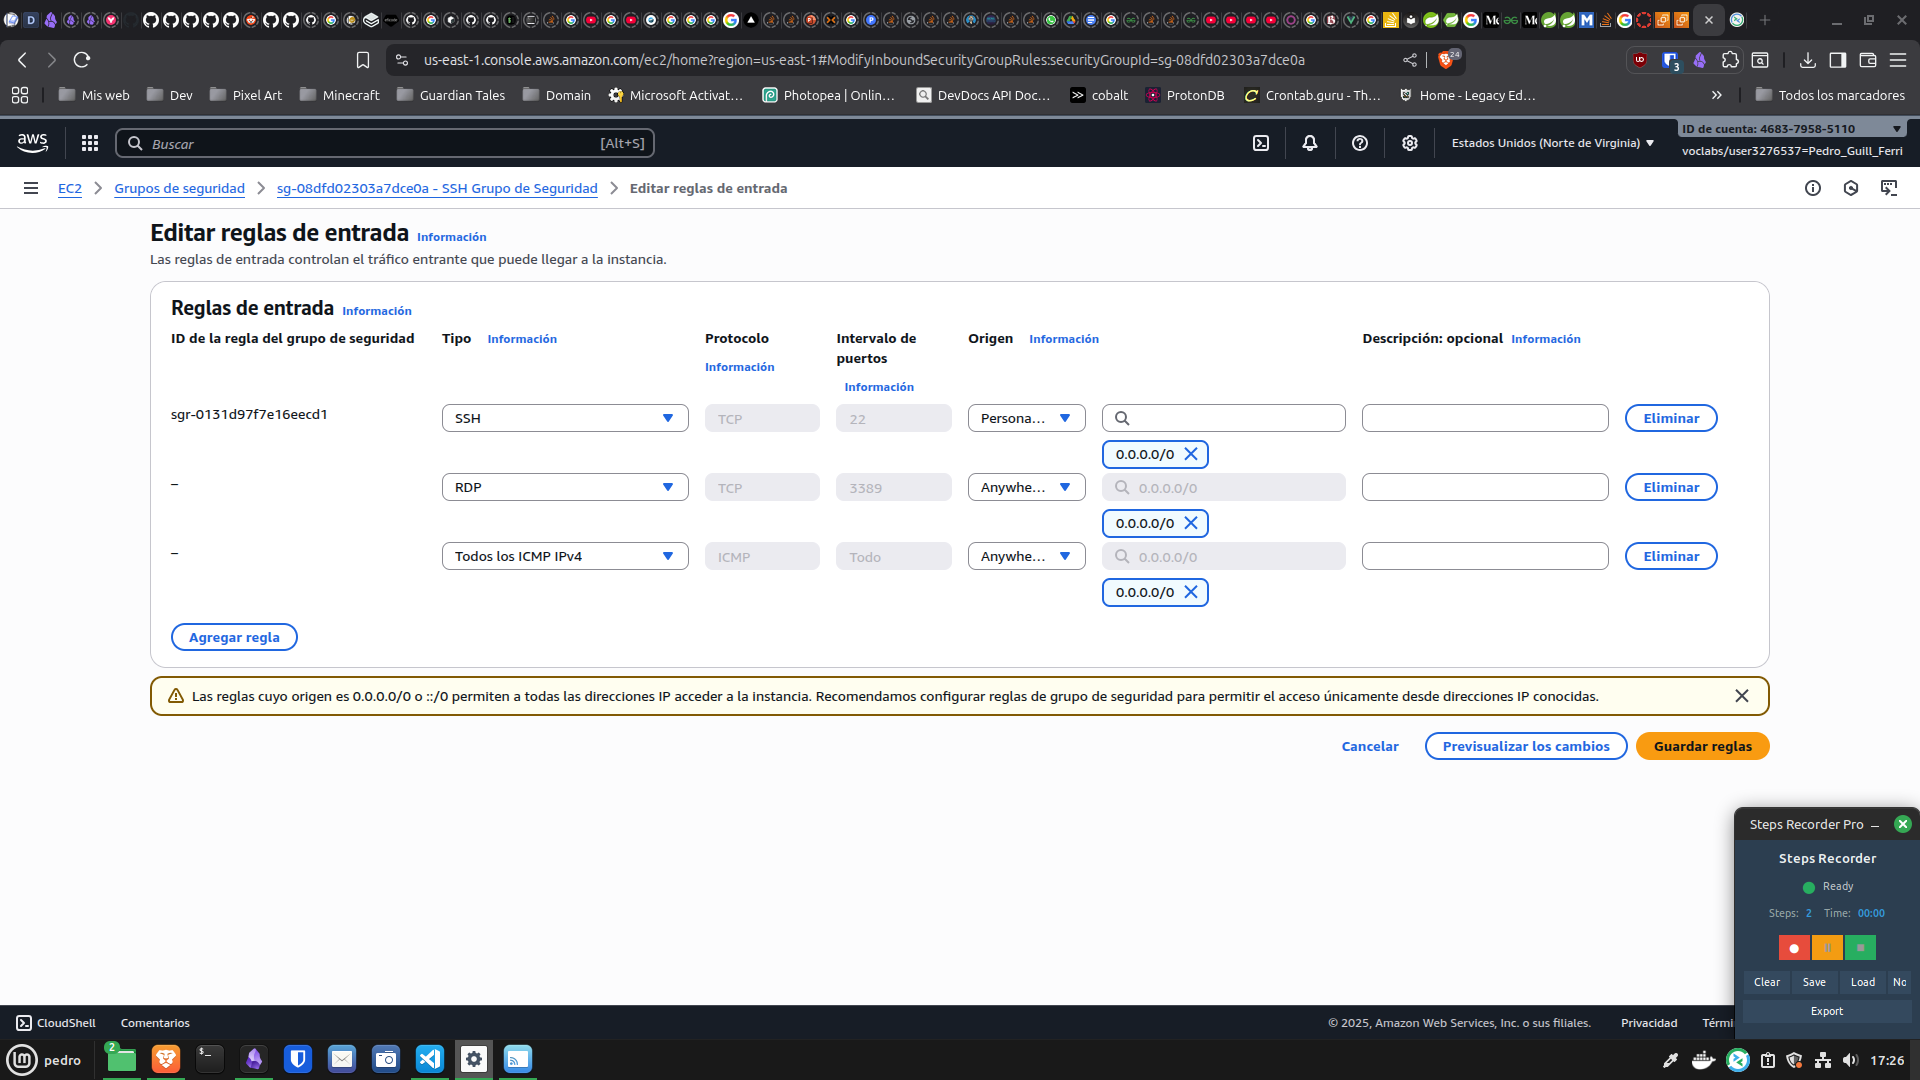 us-east-1.console.aws.amazon.com/ec2/home?region=us-east-1#ModifyInboundSecurityGroupRules:securityGroupId=sg-08dfd02303a7dce0a
24
3
Mis web
Dev
Pixel Art
Minecraft
Guardian Tales
Domain
Microsoft Activat...
Photopea | Onlin...
DevDocs API Doc...
cobalt
ProtonDB
Crontab.guru - Th...
Home - Legacy Ed...
Todos los marcadores
aws
Buscar
[Alt+S]
Estados Unidos (Norte de Virginia)
ID de cuenta: 4683-7958-5110
voclabs/user3276537=Pedro_Guill_Ferri
EC2
Grupos de seguridad
sg-08dfd02303a7dce0a - SSH Grupo de Seguridad
Editar reglas de entrada
Editar reglas de entrada Información
Las reglas de entrada controlan el tráfico entrante que puede llegar a la instancia.
Reglas de entrada Información
ID de la regla del grupo de seguridad
Tipo Información
Protocolo
Información
Intervalo de
puertos
Información
Origen Información
Descripción: opcional Información
sgr-0131d97f7e16eecd1
SSH
TCP
22
Persona...
Eliminar
0.0.0.0/0
–
RDP
TCP
3389
Anywhe...
0.0.0.0/0
Eliminar
0.0.0.0/0
–
Todos los ICMP IPv4
ICMP
Todo
Anywhe...
0.0.0.0/0
Eliminar
0.0.0.0/0
Agregar regla
Las reglas cuyo origen es 0.0.0.0/0 o ::/0 permiten a todas las direcciones IP acceder a la instancia. Recomendamos configurar reglas de grupo de seguridad para permitir el acceso únicamente desde direcciones IP conocidas.
Cancelar
Previsualizar los cambios
Guardar reglas
Steps Recorder Pro
Steps Recorder
Ready
Steps: 2 Time: 00:00
Clear
Save
Load
No
Export
CloudShell
Comentarios
© 2025, Amazon Web Services, Inc. o sus filiales.
Privacidad
Térmi
pedro
2
17:26